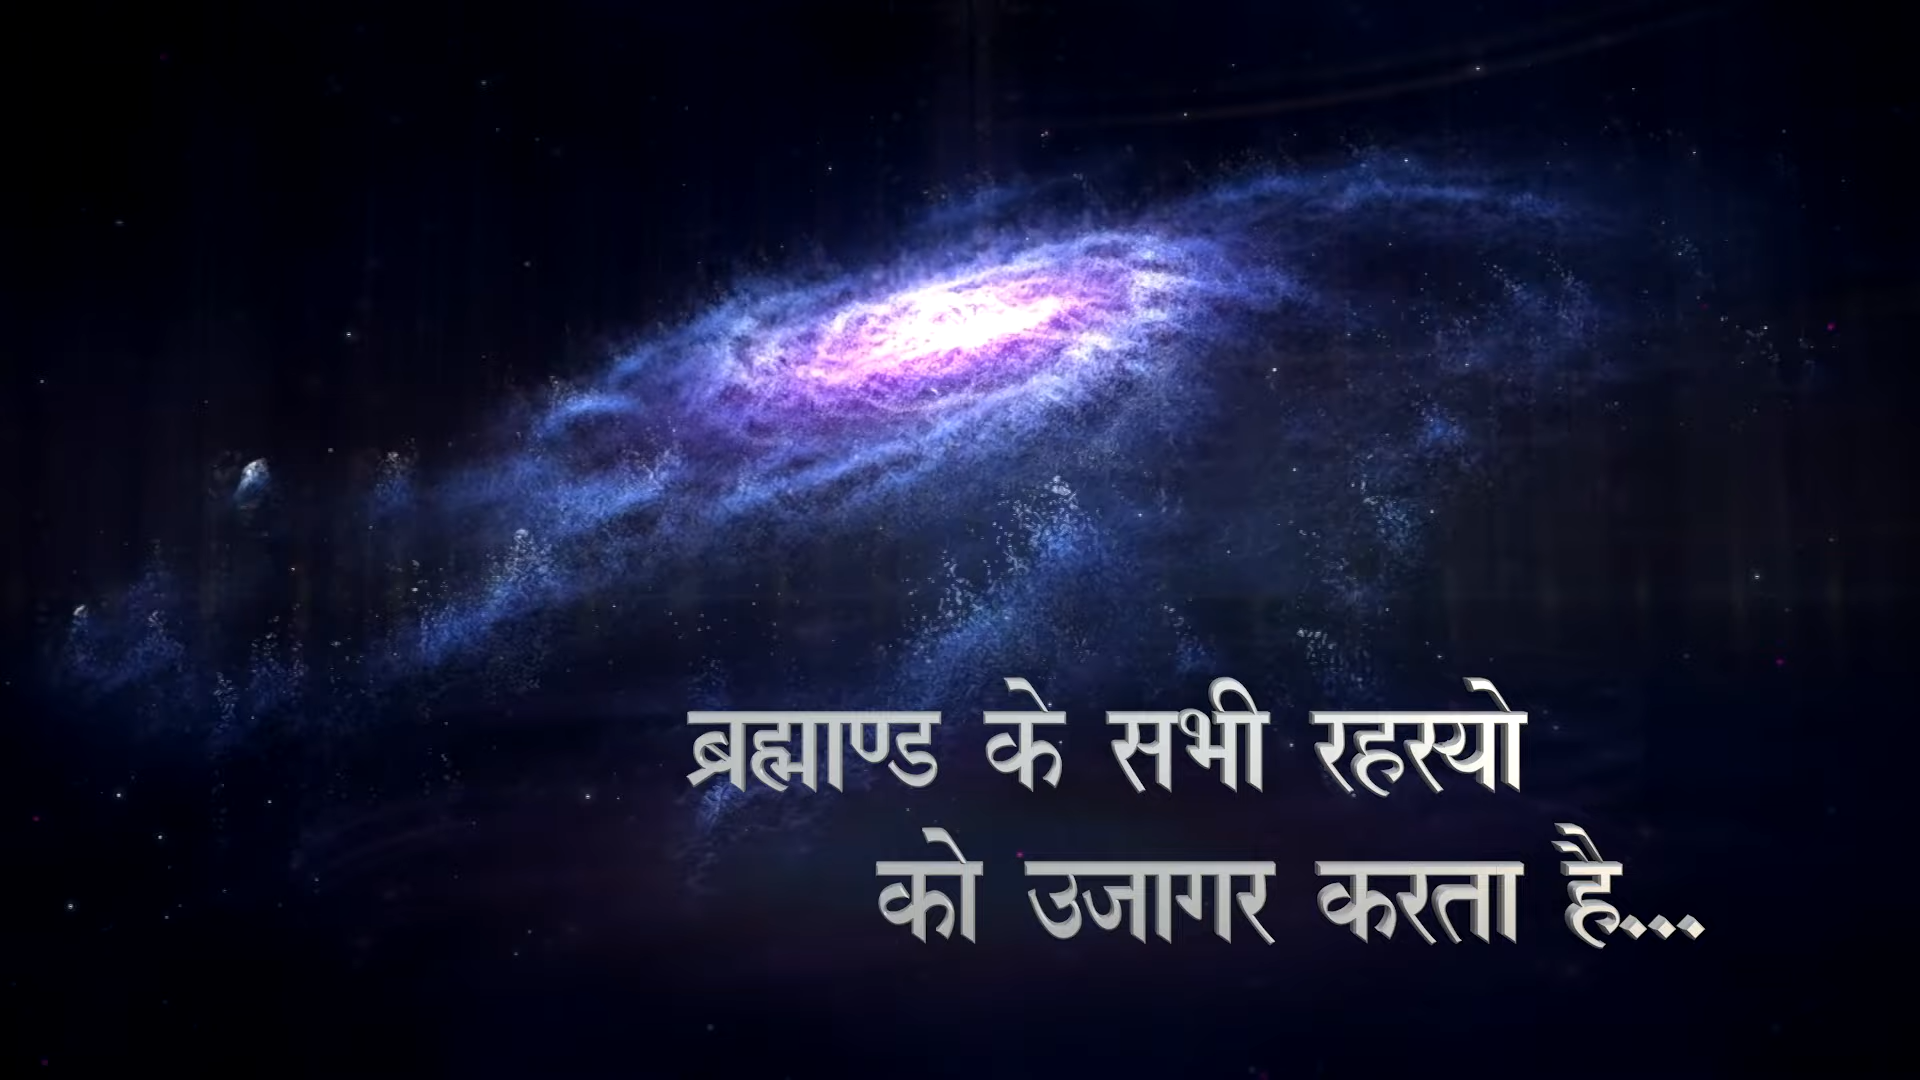 ब्रह्माण्ड के सभी रहस्यो
को उजागर करता है...